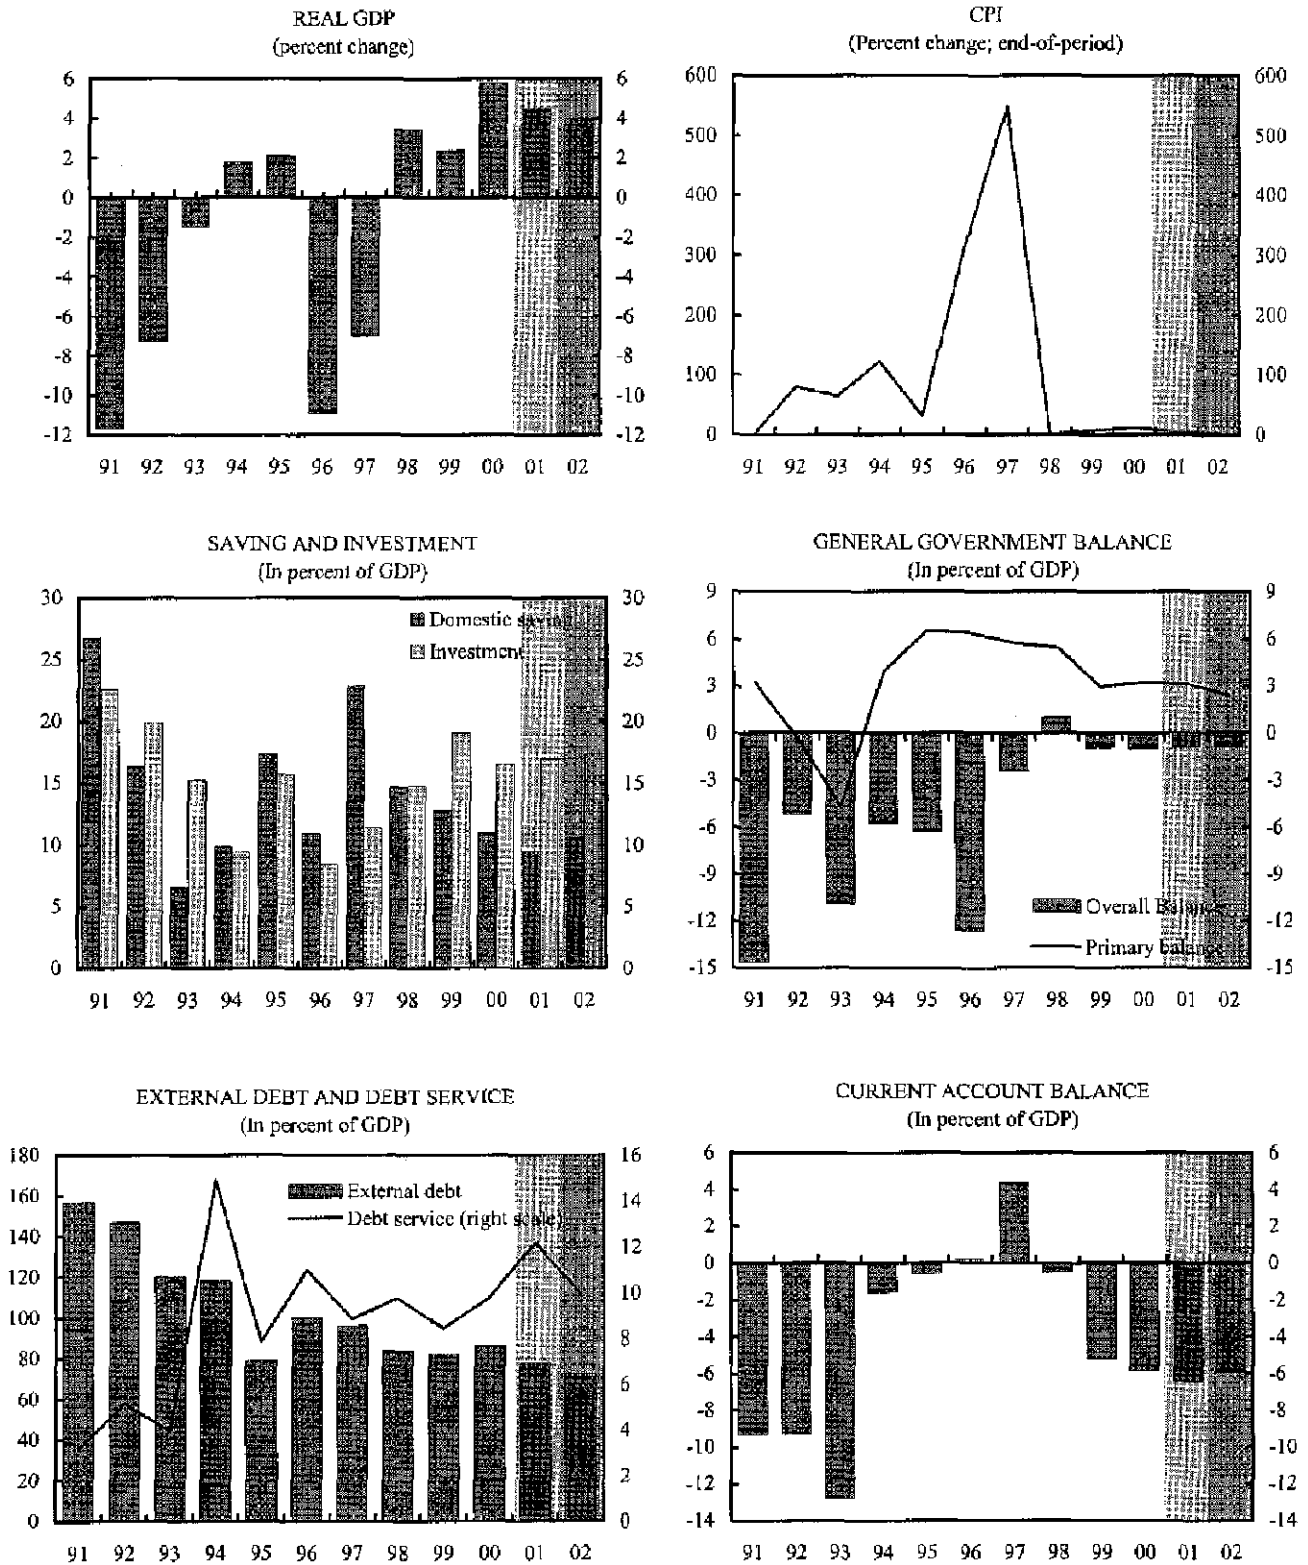 REAL GDP
(percent change)
6 6
4 4
2 2
0 0
-2 -2
-4 -4
-6 -6
-8 -8
-10 -10
-12 -12
91 92 93 94 95 96 97 98 99 00 01 02
CPI
(Percent change; end-of-period)
600 600
500 500
400 400
300 300
200 200
100 100
0 0
91 92 93 94 95 96 97 98 99 00 01 02
SAVING AND INVESTMENT
(In percent of GDP)
30 30
Domestic saving
Investment
25 25
20 20
15 15
10 10
5 5
0 0
91 92 93 94 95 96 97 98 99 00 01 02
GENERAL GOVERNMENT BALANCE
(In percent of GDP)
9 9
6 6
3 3
0 0
-3 -3
-6 -6
-9 -9
Overall Balance
-12 -12
Primary balance
-15 -15
91 92 93 94 95 96 97 98 99 00 01 02
EXTERNAL DEBT AND DEBT SERVICE
(In percent of GDP)
180 16
External debt
160 14
Debt service (right scale)
140 12
120 10
100
80 8
60 6
40 4
20 2
0 0
91 92 93 94 95 96 97 98 99 00 01 02
CURRENT ACCOUNT BALANCE
(In percent of GDP)
6 6
4 4
2 2
0 0
-2 -2
-4 -4
-6 -6
-8 -8
-10 -10
-12 -12
-14 -14
91 92 93 94 95 96 97 98 99 00 01 02